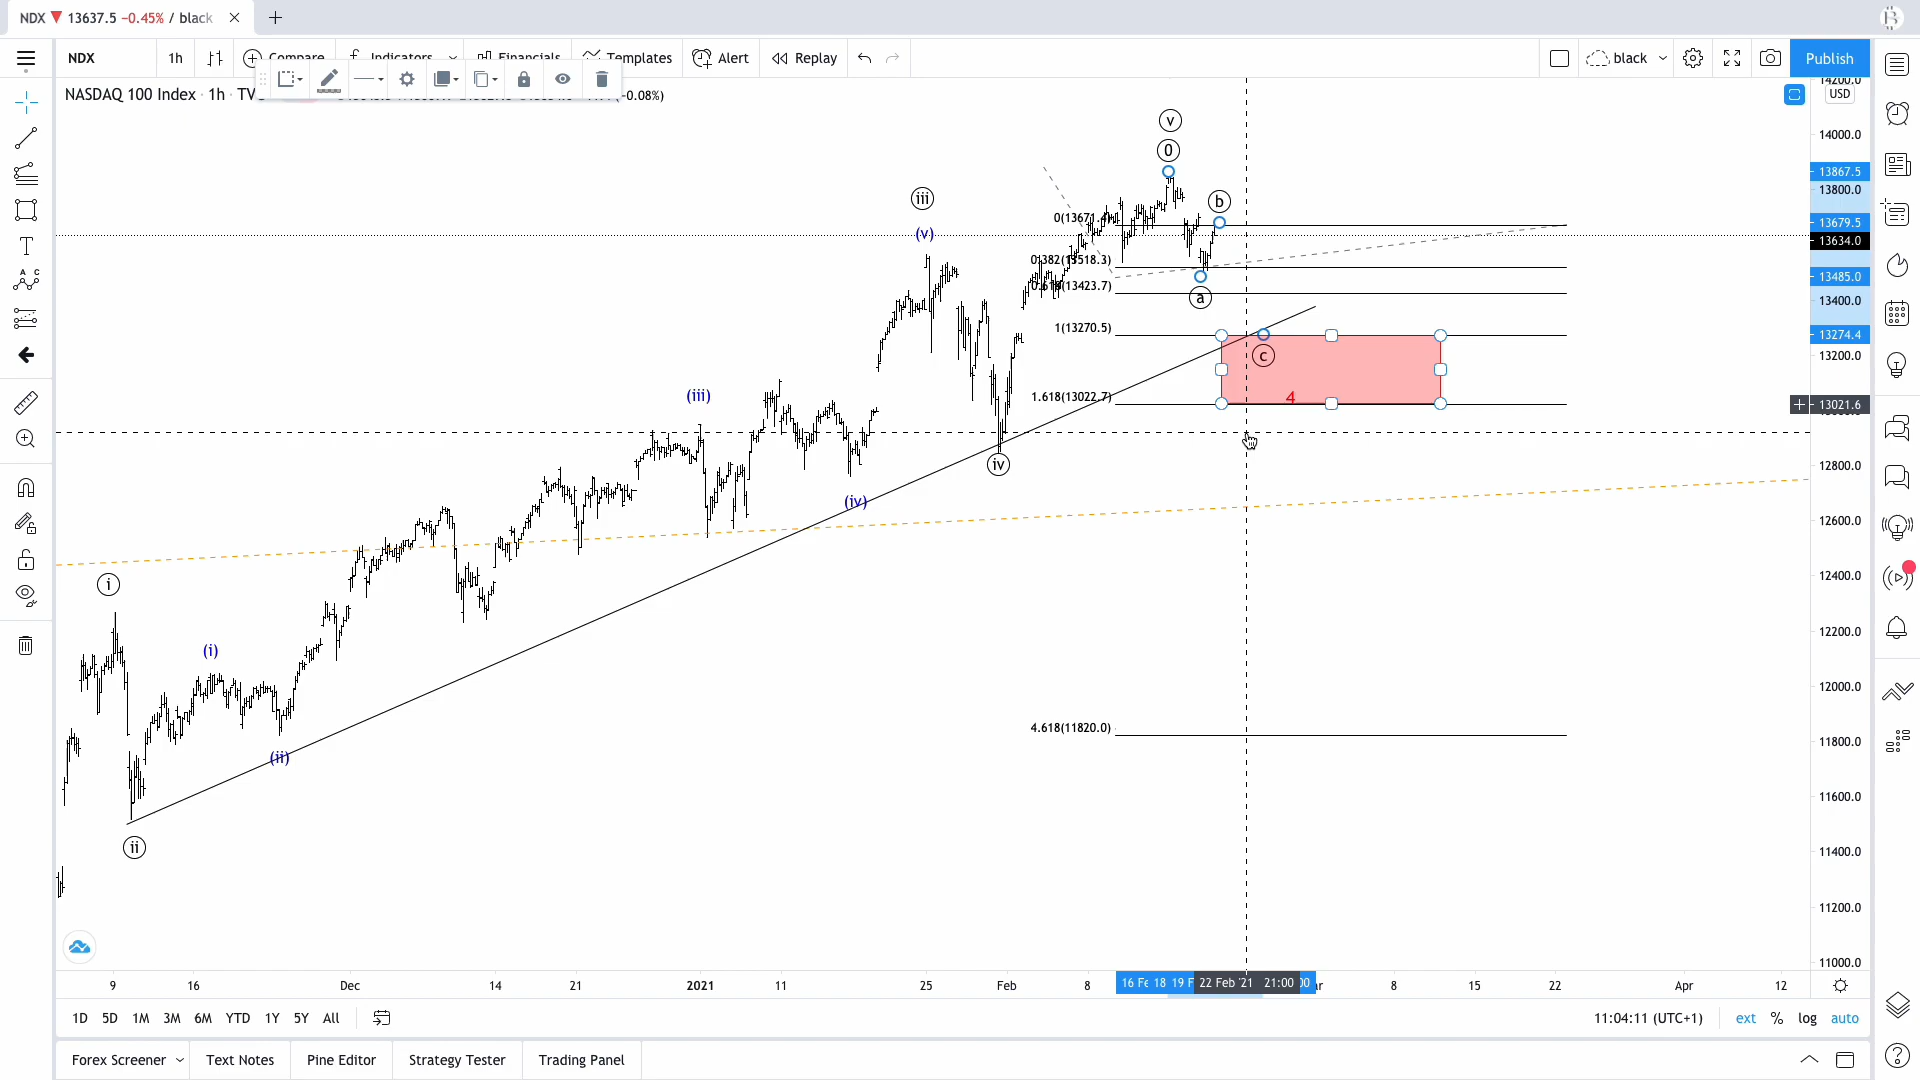 NDX ▼ 13637.5 −0.45% / black
NDX 1h Compare Indicators Financials Templates Alert Replay black Publish
NASDAQ 100 Index · 1h · TV
−0.08%)
USD
14200.0
14000.0
13867.5
13800.0
13679.5
13634.0
13485.0
13400.0
13274.4
13200.0
13021.6
12800.0
12600.0
12400.0
12200.0
12000.0
11800.0
11600.0
11400.0
11200.0
11000.0
v
0
iii
(v)
b
0(13671.4)
0.382(13518.3)
0.618(13423.7)
a
1(13270.5)
c
(iii)
1.618(13022.7)
4
iv
(iv)
i
(i)
4.618(11820.0)
(ii)
ii
9 16 Dec 14 21 2021 11 25 Feb 8 16 Fe 18 19 F 22 Feb '21 21:00 8 15 22 Apr 12
1D 5D 1M 3M 6M YTD 1Y 5Y All
11:04:11 (UTC+1) ext % log auto
Forex Screener Text Notes Pine Editor Strategy Tester Trading Panel